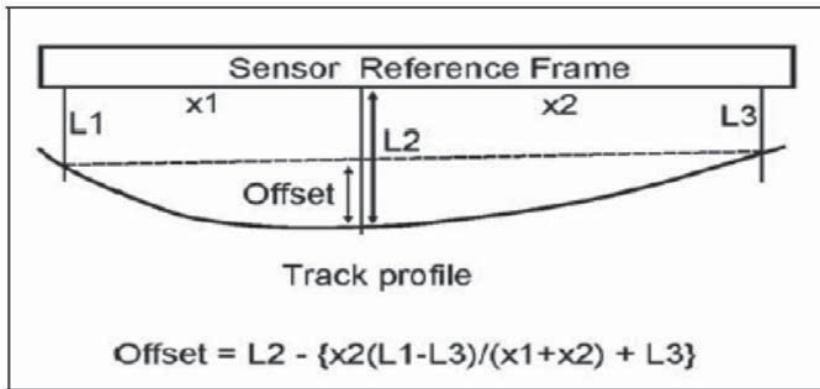 Sensor Reference Frame
x1 x2
L1 L2 L3
Offset
Track profile
Offset = L2 - {x2(L1-L3)/(x1+x2) + L3}